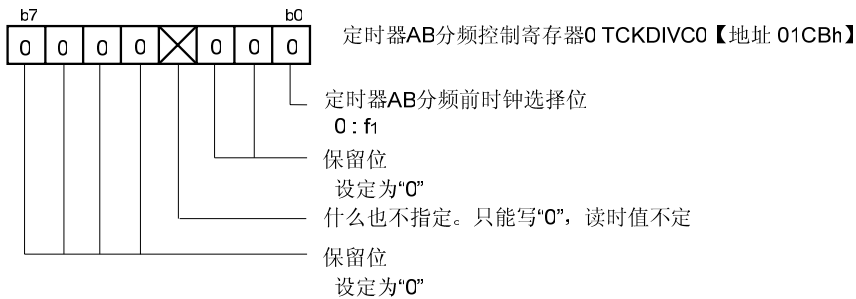 b7 b0
0 0 0 0 0 0 0
定时器AB分频控制寄存器0 TCKDIVC0【地址 01CBh】
定时器AB分频前时钟选择位
0 : f1
保留位
设定为“0”
什么也不指定。只能写“0”，读时值不定
保留位
设定为“0”